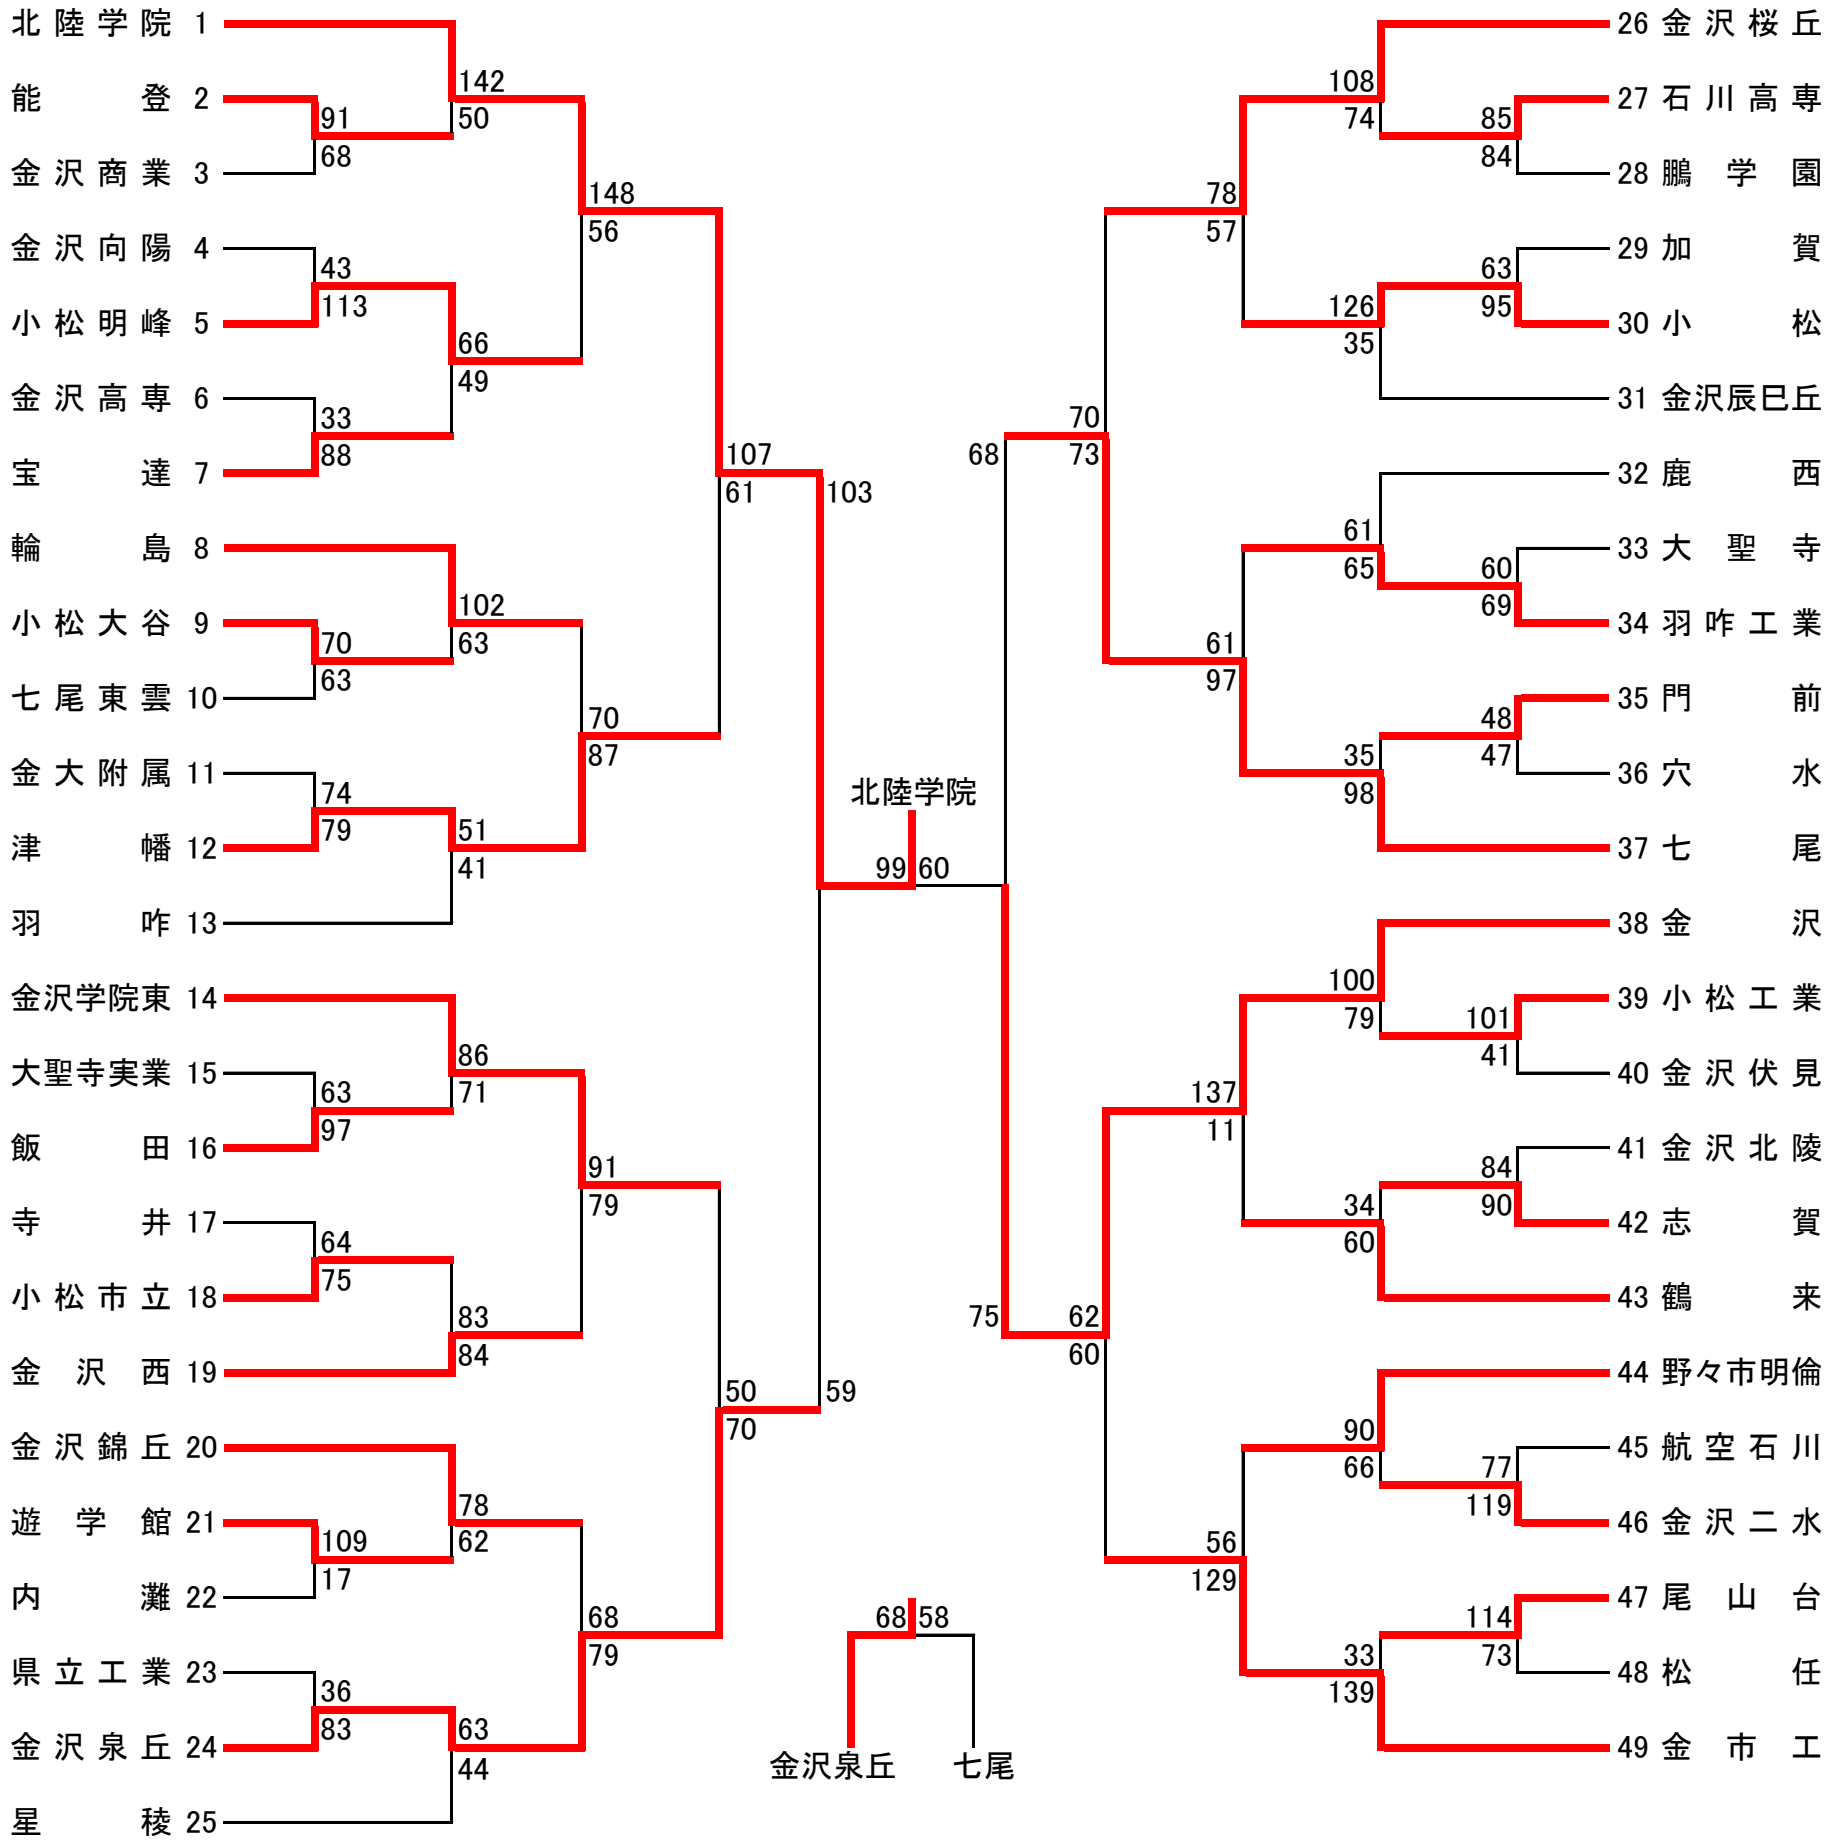 北陸学院 1
能登 2
金沢商業 3
金沢向陽 4
小松明峰 5
金沢高専 6
宝達 7
輪島 8
小松大谷 9
七尾東雲 10
金大附属 11
津幡 12
羽咋 13
金沢学院東 14
大聖寺実業 15
飯田 16
寺井 17
小松市立 18
金沢西 19
金沢錦丘 20
遊学館 21
内灘 22
県立工業 23
金沢泉丘 24
星稜 25
91
68
43
113
33
88
70
63
74
79
63
97
64
75
109
17
36
83
142
50
66
49
102
63
51
41
86
71
83
84
78
62
63
44
148
56
70
87
91
79
68
79
107
61
50
70
103
59
北陸学院
99 60
68 58
金沢泉丘 七尾
68
75
70
73
62
60
78
57
61
97
137
11
56
129
108
74
126
35
61
65
35
98
100
79
34
60
90
66
33
139
85
84
63
95
60
69
48
47
101
41
84
90
77
119
114
73
26 金沢桜丘
27 石川高専
28 鵬学園
29 加賀
30 小松
31 金沢辰巳丘
32 鹿西
33 大聖寺
34 羽咋工業
35 門前
36 穴水
37 七尾
38 金沢
39 小松工業
40 金沢伏見
41 金沢北陵
42 志賀
43 鶴来
44 野々市明倫
45 航空石川
46 金沢二水
47 尾山台
48 松任
49 金市工